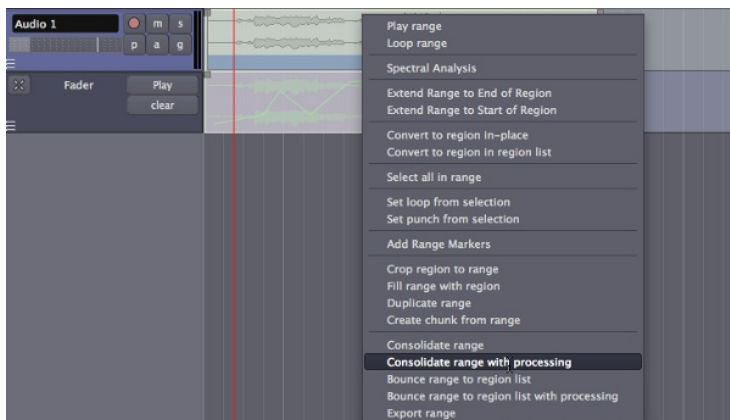 Audio 1
m s
p a g
Fader
Play
clear
Play range
Loop range
Spectral Analysis
Extend Range to End of Region
Extend Range to Start of Region
Convert to region in-place
Convert to region in region list
Select all in range
Set loop from selection
Set punch from selection
Add Range Markers
Crop region to range
Fill range with region
Duplicate range
Create chunk from range
Consolidate range
Consolidate range with processing
Bounce range to region list
Bounce range to region list with processing
Export range